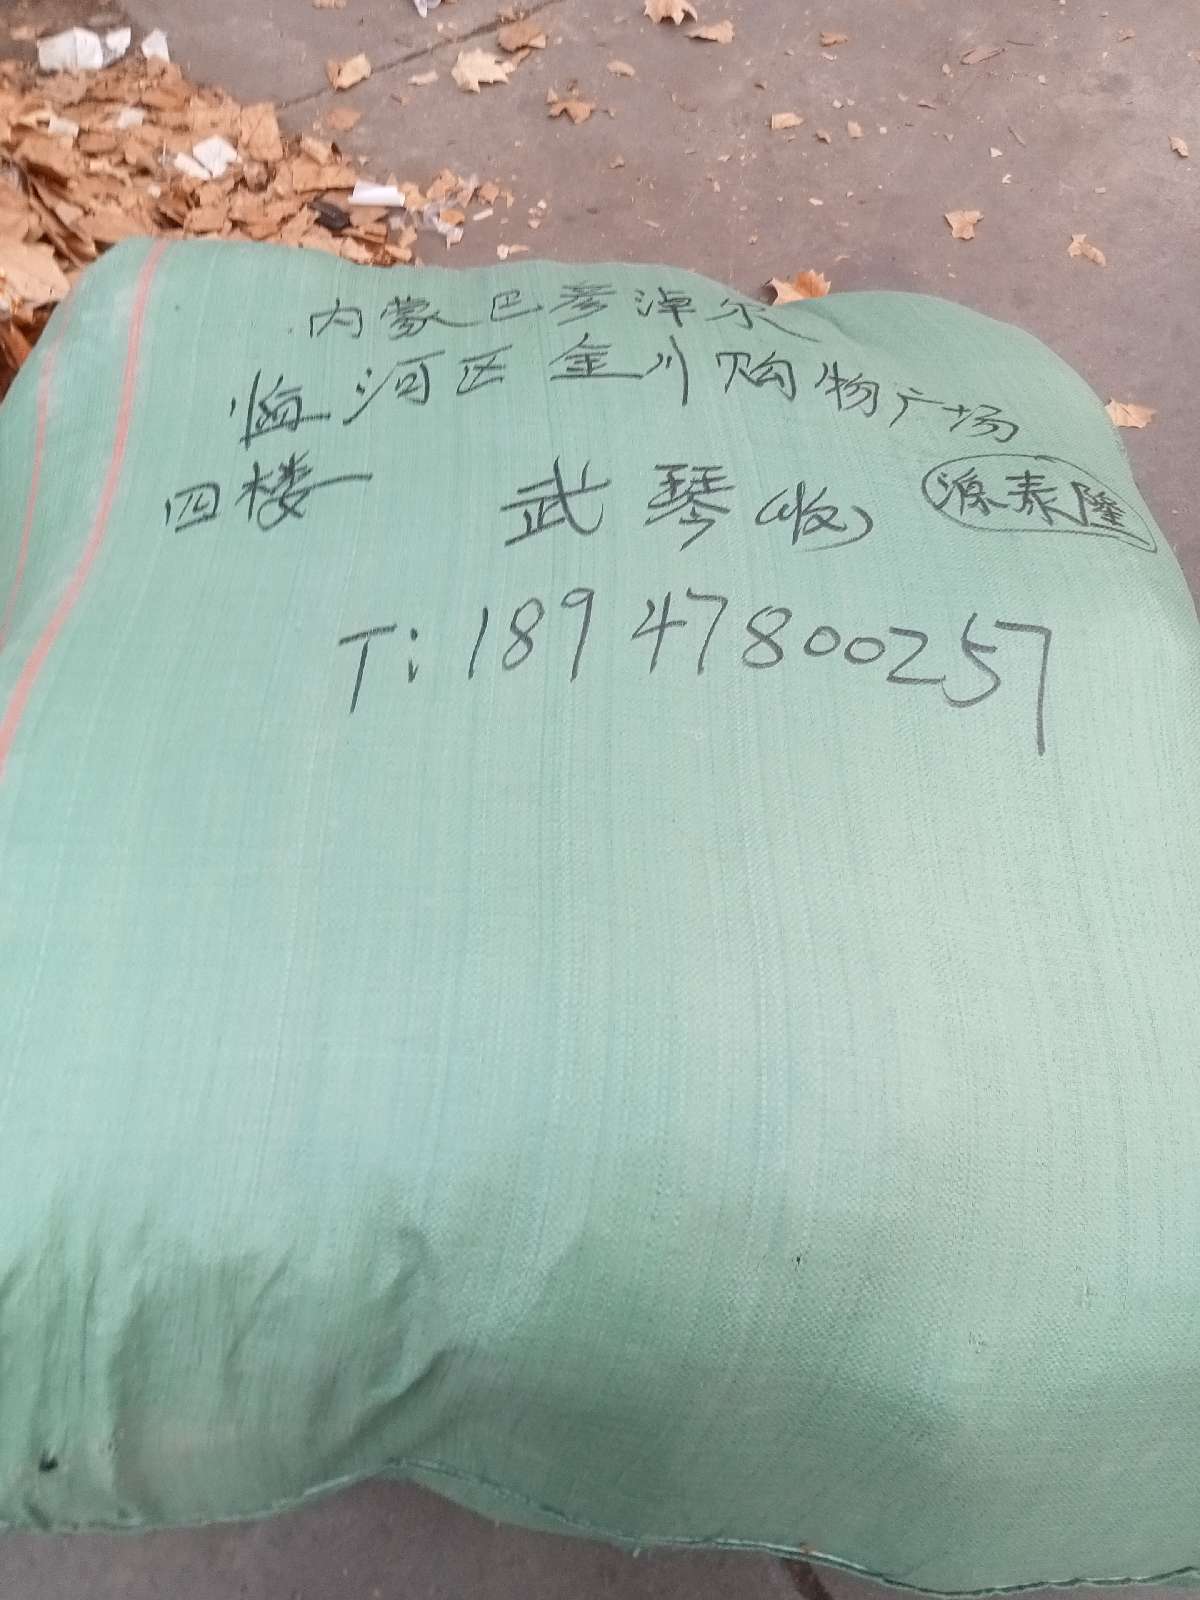 内蒙巴彦淖尔
临河区金川购物广场
四楼 武琴(收) 源泰隆
T:18947800257